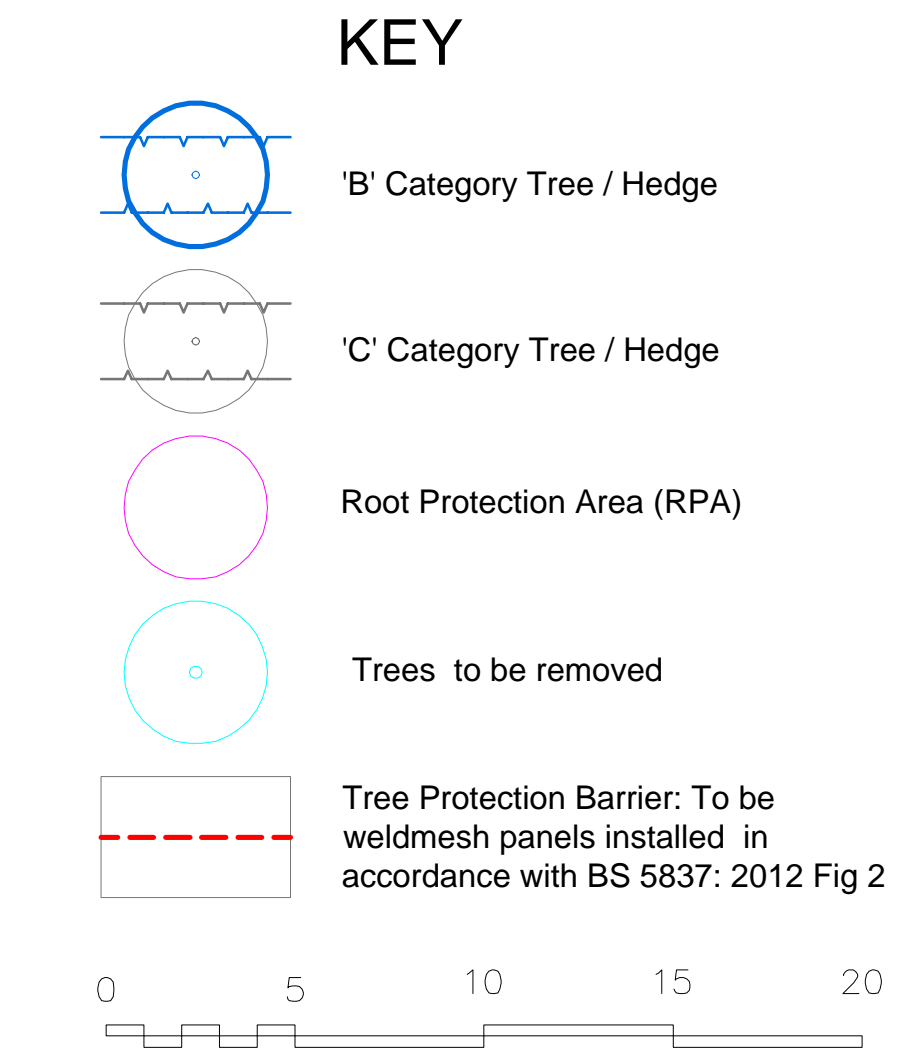 KEY
'B' Category Tree / Hedge
'C' Category Tree / Hedge
Root Protection Area (RPA)
Trees to be removed
Tree Protection Barrier: To be
weldmesh panels installed in
accordance with BS 5837: 2012 Fig 2
0 5 10 15 20